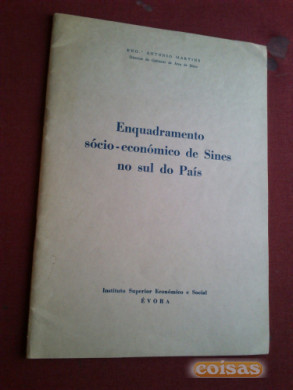 ENG. ANTÓNIO MARTINS
Enquadramento
sócio-económico de Sines
no sul do País
Instituto Superior Económico e Social
ÉVORA
coisas